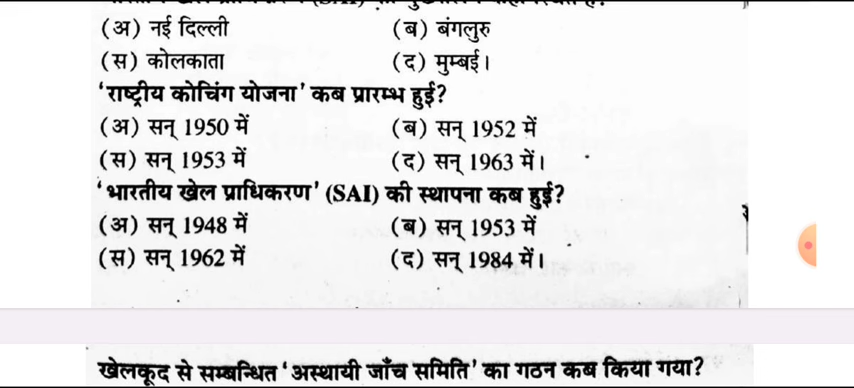 (अ) नई दिल्ली (ब) बंगलुरु
(स) कोलकाता (द) मुम्बई।
‘राष्ट्रीय कोचिंग योजना’ कब प्रारम्भ हुई?
(अ) सन् 1950 में (ब) सन् 1952 में
(स) सन् 1953 में (द) सन् 1963 में।
‘भारतीय खेल प्राधिकरण’ (SAI) की स्थापना कब हुई?
(अ) सन् 1948 में (ब) सन् 1953 में
(स) सन् 1962 में (द) सन् 1984 में।
खेलकूद से सम्बन्धित ‘अस्थायी जाँच समिति’ का गठन कब किया गया?